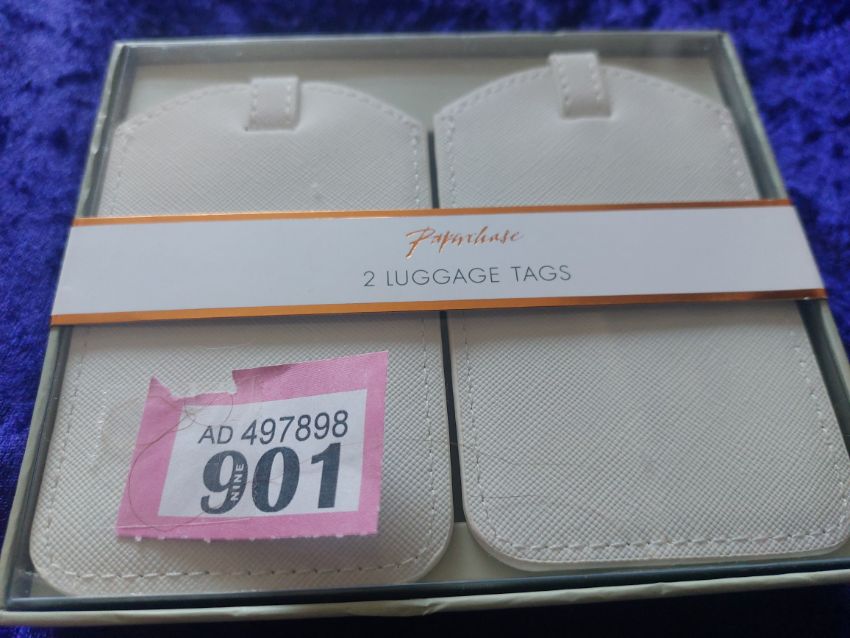 Paperchase
2 LUGGAGE TAGS
AD 497898
901
NINE